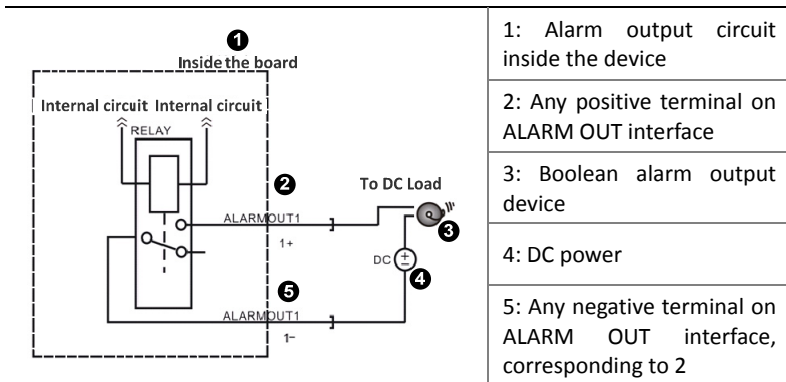 1
Inside the board
Internal circuit Internal circuit
RELAY
2
To DC Load
ALARMOUT1
1+
3
DC
4
5
ALARMOUT1
1−
1: Alarm output circuit
inside the device
2: Any positive terminal on
ALARM OUT interface
3: Boolean alarm output
device
4: DC power
5: Any negative terminal on
ALARM OUT interface,
corresponding to 2